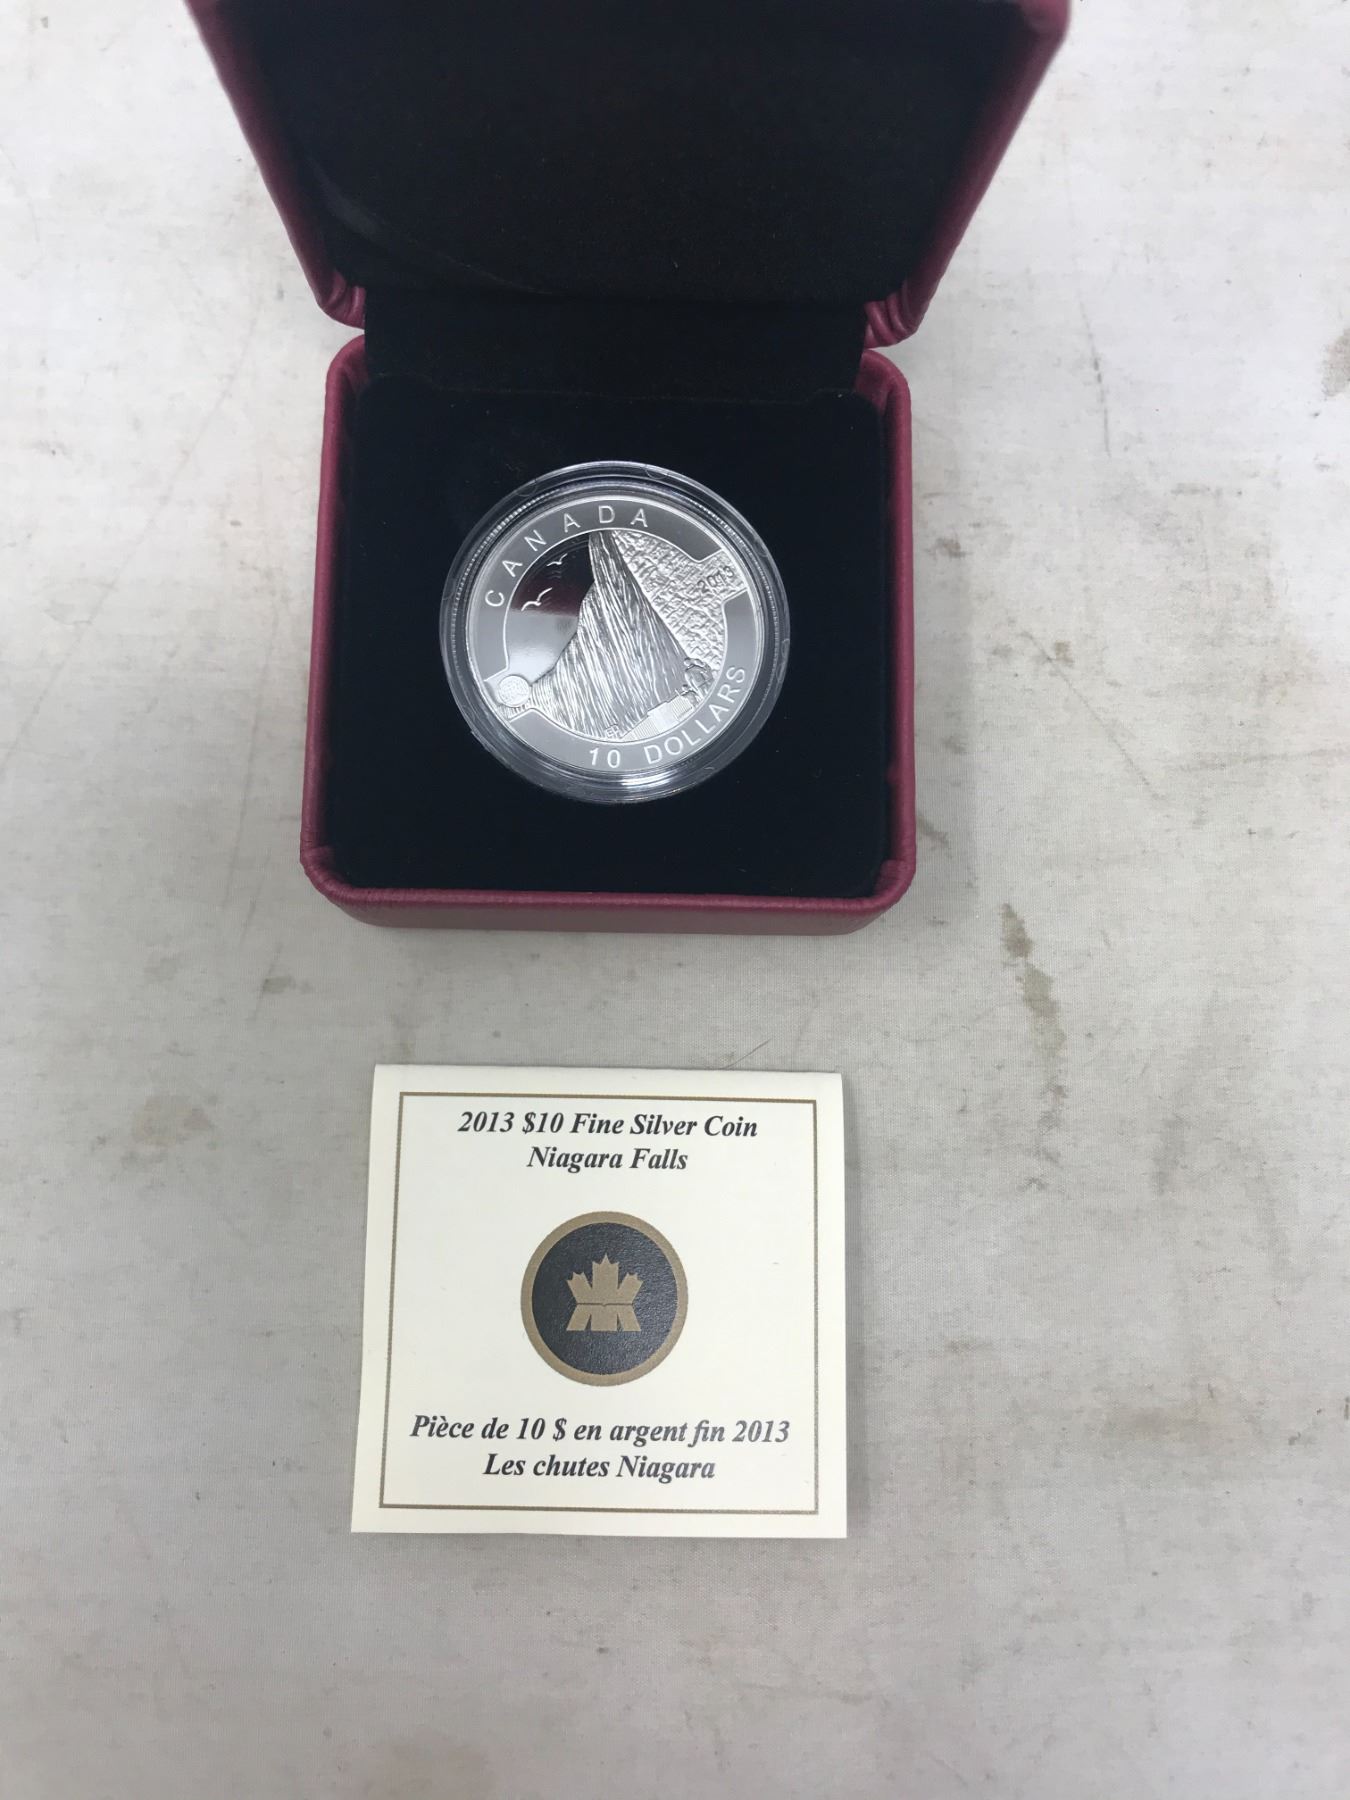 CANADA
2013
EH
10 DOLLARS
2013 $10 Fine Silver Coin
Niagara Falls
Pièce de 10 $ en argent fin 2013
Les chutes Niagara